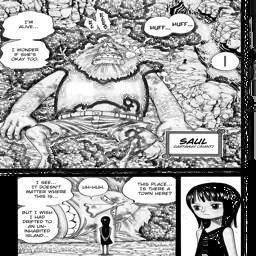 I'M
ALIVE...
I WONDER
IF SHE'S
OKAY TOO.
HUFF...
HUFF...
SAUL
I SEE...
IT DOESN'T
MATTER WHERE
THIS IS...
BUT I WISH
I HAD
DRIFTED TO
AN UN-
INHABITED
ISLAND...
UH-HUH.
THIS PLACE...
IS THERE A
TOWN HERE?